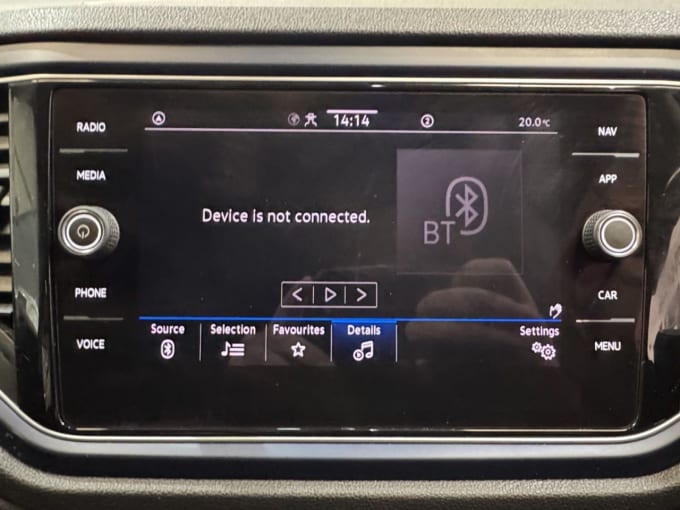 RADIO
MEDIA
PHONE
VOICE
14:14
2
20.0°C
Device is not connected.
BT
Source
Selection
Favourites
Details
Settings
NAV
APP
CAR
MENU